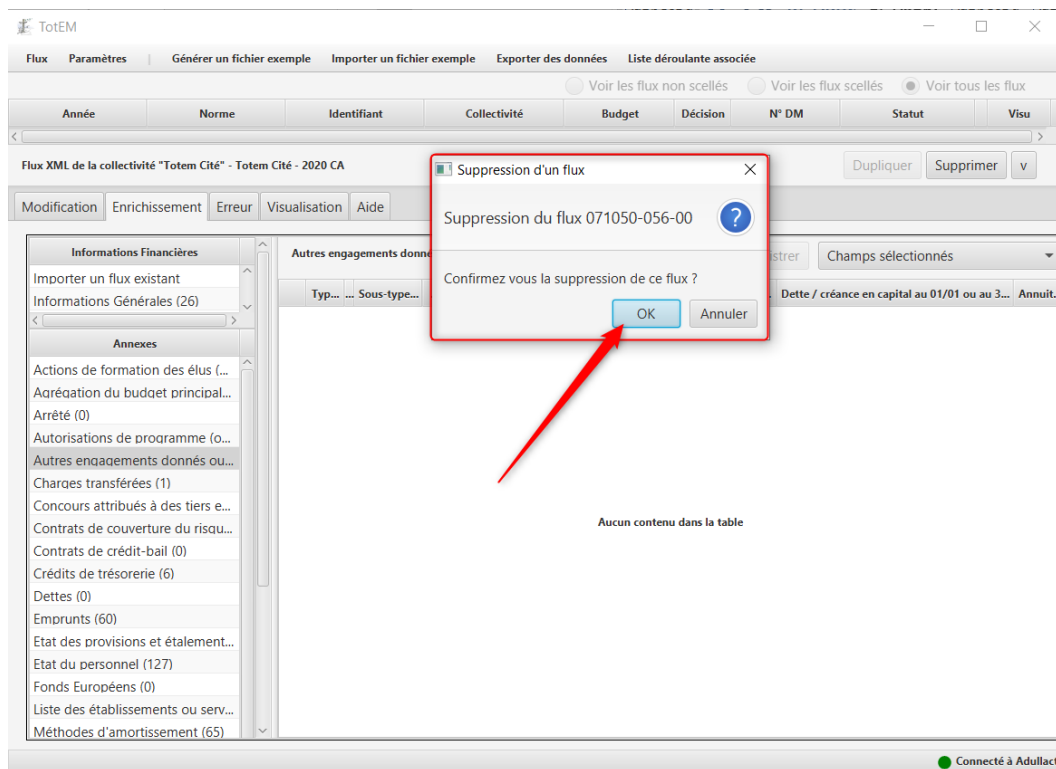 TotEM
Flux Paramètres | Générer un fichier exemple Importer un fichier exemple Exporter des données Liste déroulante associée
Voir les flux non scellés Voir les flux scellés Voir tous les flux
Année Norme Identifiant Collectivité Budget Décision N° DM Statut Visu
Flux XML de la collectivité "Totem Cité" - Totem Cité - 2020 CA
Dupliquer Supprimer v
Suppression d'un flux
Modification Enrichissement Erreur Visualisation Aide
Suppression du flux 071050-056-00
?
Informations Financières
Autres engagements donné
Champs sélectionnés
Importer un flux existant
Informations Générales (26)
Confirmez vous la suppression de ce flux ?
Typ... ... Sous-type...
Dette / créance en capital au 01/01 ou au 3... Annuit.
OK Annuler
Annexes
Actions de formation des élus (...
Agrégation du budget principal...
Arrêté (0)
Autorisations de programme (o...
Autres engagements donnés ou...
Charges transférées (1)
Concours attribués à des tiers e...
Contrats de couverture du risqu...
Contrats de crédit-bail (0)
Crédits de trésorerie (6)
Dettes (0)
Emprunts (60)
Etat des provisions et étalement...
Etat du personnel (127)
Fonds Européens (0)
Liste des établissements ou serv...
Méthodes d'amortissement (65)
Aucun contenu dans la table
Connecté à Adullact